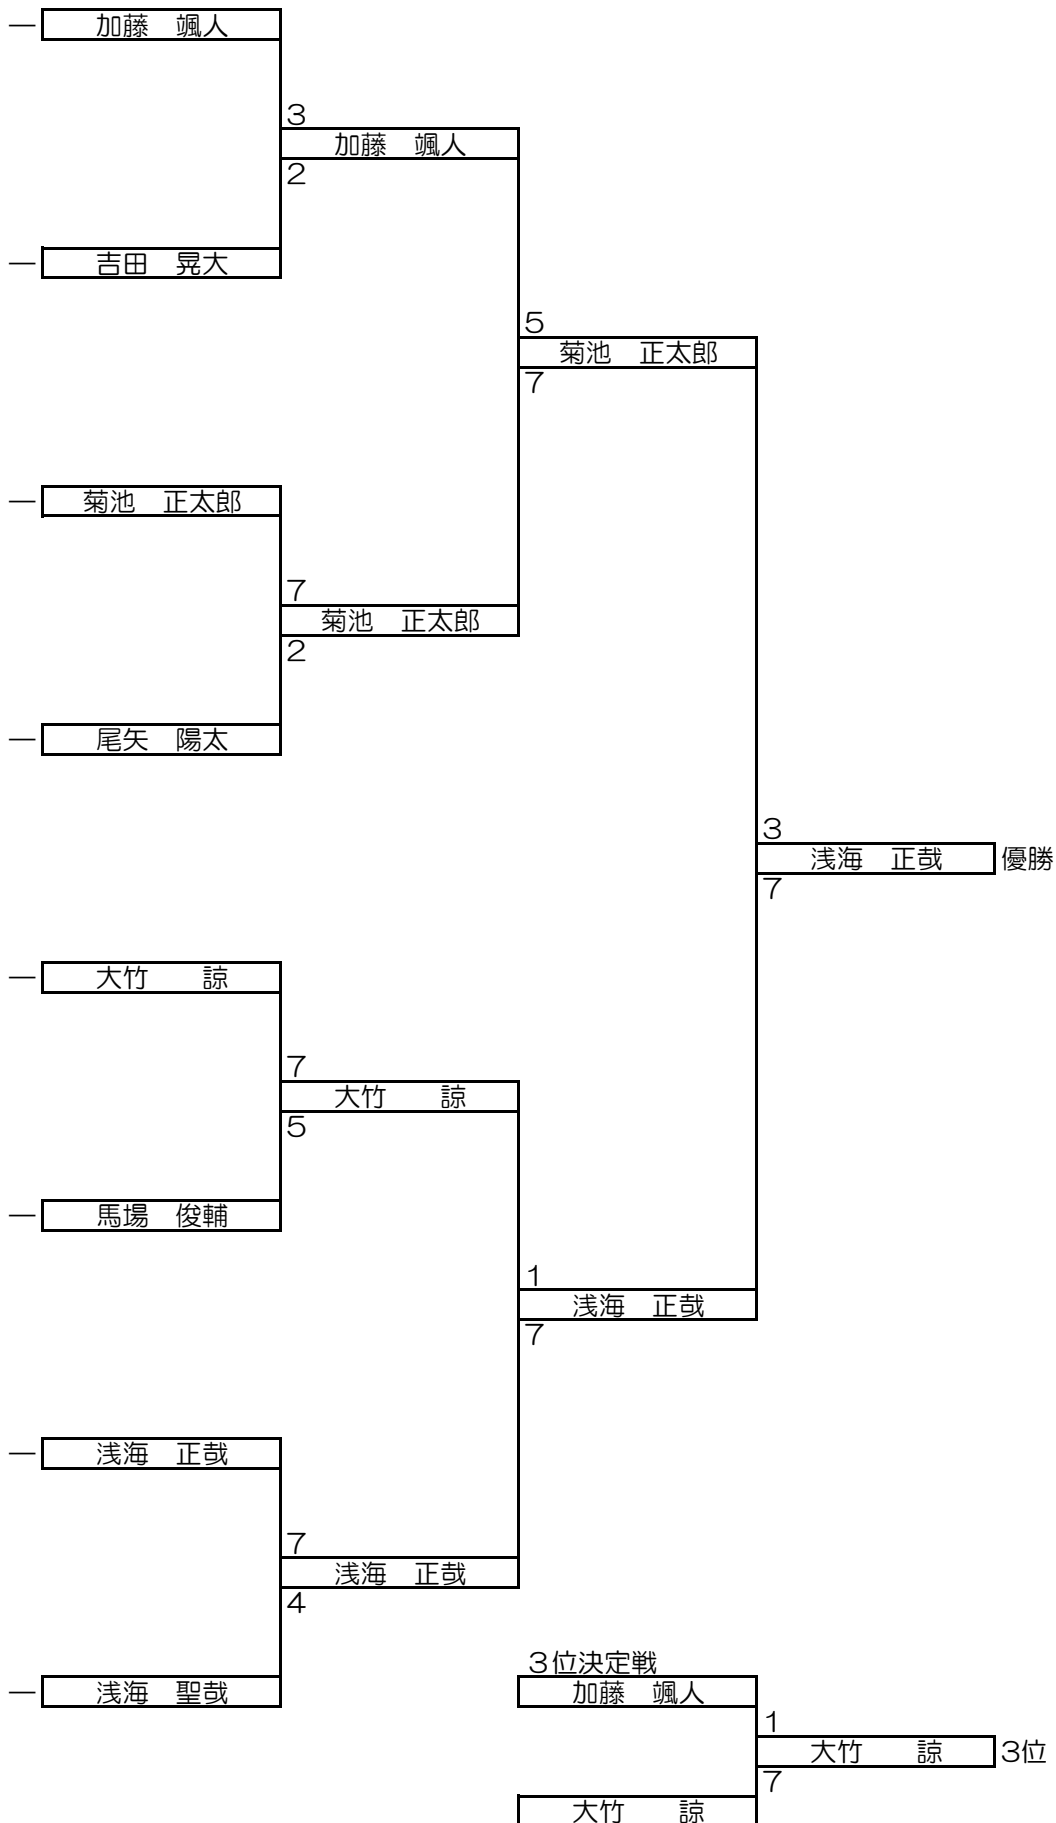 ― 加藤　颯人
3
加藤　颯人
2
― 吉田　晃大
5
菊池　正太郎
7
― 菊池　正太郎
7
菊池　正太郎
2
― 尾矢　陽太
3
浅海　正哉 優勝
7
― 大竹　　諒
7
大竹　　諒
5
― 馬場　俊輔
1
浅海　正哉
7
― 浅海　正哉
7
浅海　正哉
4
３位決定戦
― 浅海　聖哉
加藤　颯人
1
大竹　　諒 3位
7
大竹　　諒